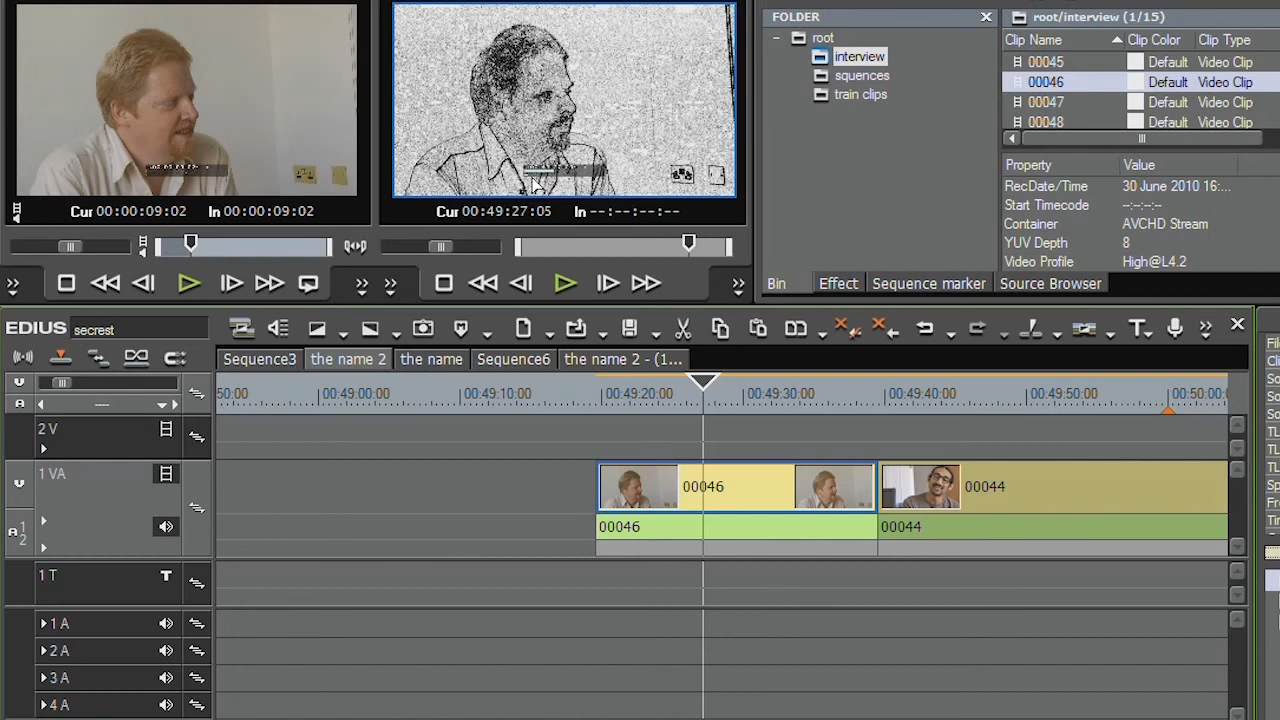 FOLDER
root
interview
squences
train clips
root/interview (1/15)
Clip Name Clip Color Clip Type
00045 Default Video Clip
00046 Default Video Clip
00047 Default Video Clip
00048 Default Video Clip
Property Value
RecDate/Time 30 June 2010 16:...
Start Timecode --:--:--:--
Container AVCHD Stream
YUV Depth 8
Video Profile High@L4.2
Bin Effect Sequence marker Source Browser
Cur 00:00:09:02 In 00:00:09:02
Cur 00:49:27:05 In --:--:--:--
EDIUS secrest
Sequence3 the name 2 the name Sequence6 the name 2 - (1...
50:00 00:49:00:00 00:49:10:00 00:49:20:00 00:49:30:00 00:49:40:00 00:49:50:00 00:50:00:
2 V
1 VA
00046 00044
A 1 2
00046 00044
1 T T
1 A
2 A
3 A
4 A